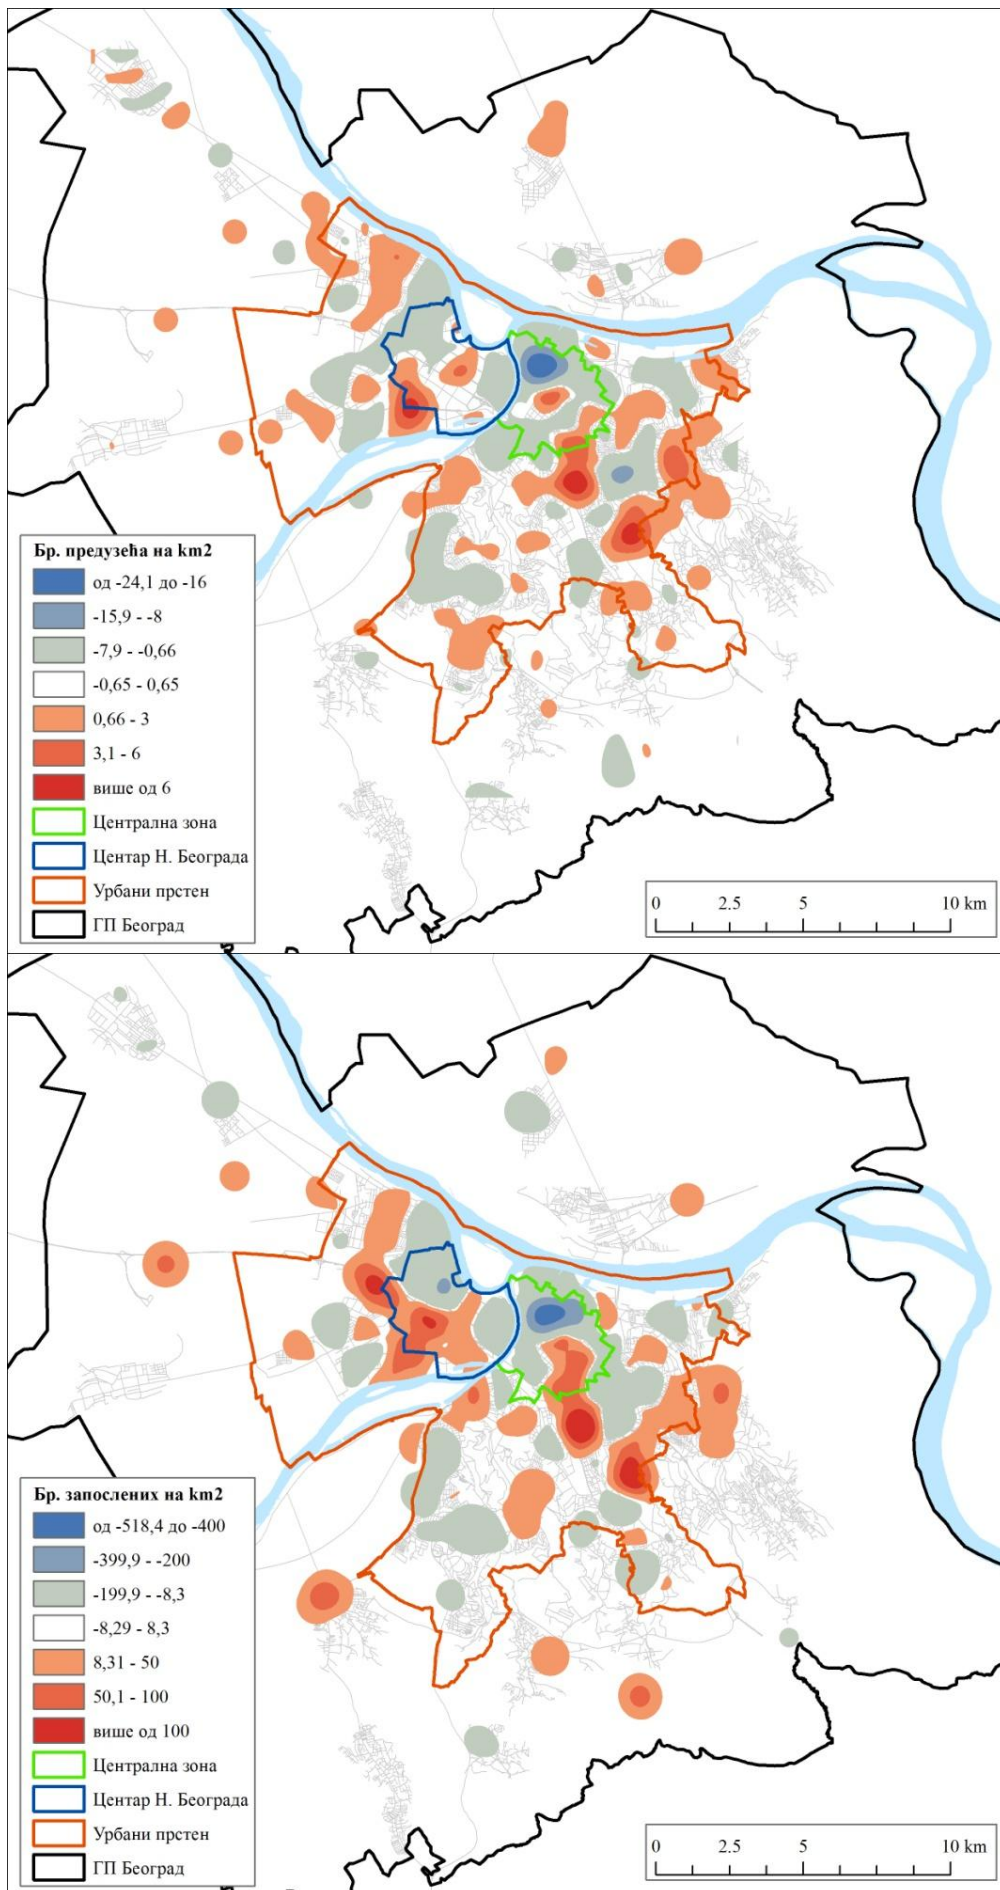 Бр. предузећа на km2
од -24,1 до -16
-15,9 - -8
-7,9 - -0,66
-0,65 - 0,65
0,66 - 3
3,1 - 6
више од 6
Централна зона
Центар Н. Београда
Урбани прстен
ГП Београд
0 2.5 5 10 km
Бр. запослених на km2
од -518,4 до -400
-399,9 - -200
-199,9 - -8,3
-8,29 - 8,3
8,31 - 50
50,1 - 100
више од 100
Централна зона
Центар Н. Београда
Урбани прстен
ГП Београд
0 2.5 5 10 km